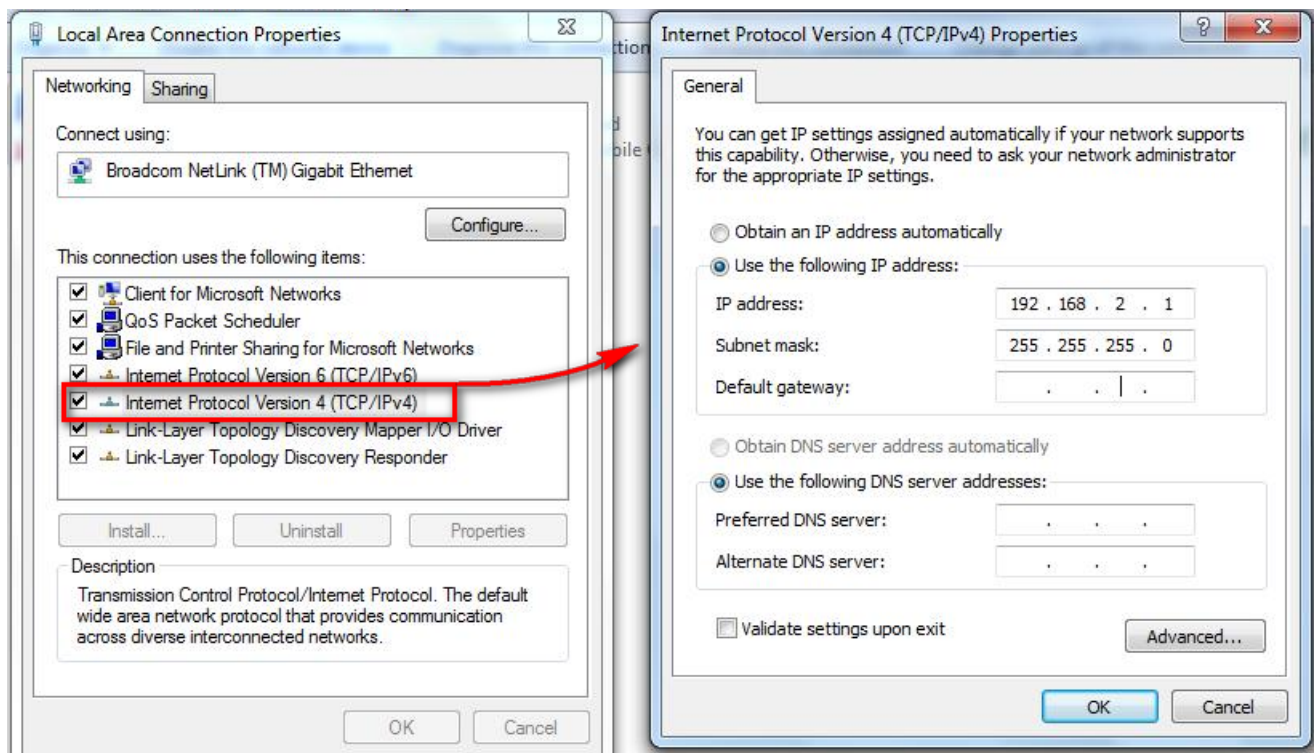 Local Area Connection Properties
Networking
Sharing
Connect using:
Broadcom NetLink (TM) Gigabit Ethernet
Configure...
This connection uses the following items:
Client for Microsoft Networks
QoS Packet Scheduler
File and Printer Sharing for Microsoft Networks
Internet Protocol Version 6 (TCP/IPv6)
Internet Protocol Version 4 (TCP/IPv4)
Link-Layer Topology Discovery Mapper I/O Driver
Link-Layer Topology Discovery Responder
Install...
Uninstall
Properties
Description
Transmission Control Protocol/Internet Protocol. The default
wide area network protocol that provides communication
across diverse interconnected networks.
OK
Cancel
Internet Protocol Version 4 (TCP/IPv4) Properties
General
You can get IP settings assigned automatically if your network supports
this capability. Otherwise, you need to ask your network administrator
for the appropriate IP settings.
Obtain an IP address automatically
Use the following IP address:
IP address: 192 . 168 . 2 . 1
Subnet mask: 255 . 255 . 255 . 0
Default gateway: . . .
Obtain DNS server address automatically
Use the following DNS server addresses:
Preferred DNS server: . . .
Alternate DNS server: . . .
Validate settings upon exit
Advanced...
OK
Cancel